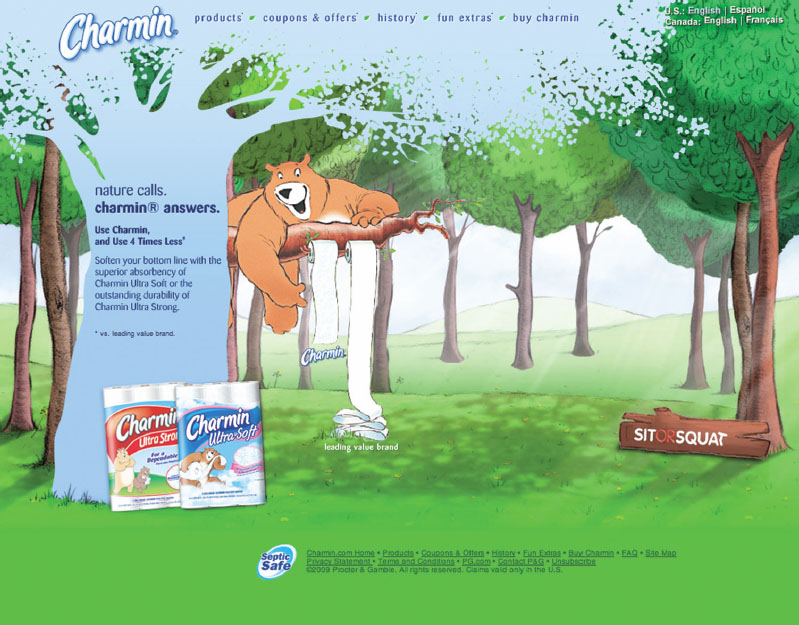 Charmin
products • coupons & offers • history • fun extras • buy charmin
U.S.: English | Español
Canada: English | Français
nature calls.
charmin® answers.
Use Charmin,
and Use 4 Times Less*
Soften your bottom line with the
superior absorbency of
Charmin Ultra Soft or the
outstanding durability of
Charmin Ultra Strong.
* vs. leading value brand.
Charmin
leading value brand
SITORSQUAT
Charmin
Ultra Stron
For a
Dependable
Charmin
Ultra Soft
Septic
Safe
Charmin.com Home • Products • Coupons & Offers • History • Fun Extras • Buy Charmin • FAQ • Site Map
Privacy Statement • Terms and Conditions • PG.com • Contact P&G • Unsubscribe
©2009 Procter & Gamble. All rights reserved. Claims valid only in the U.S.